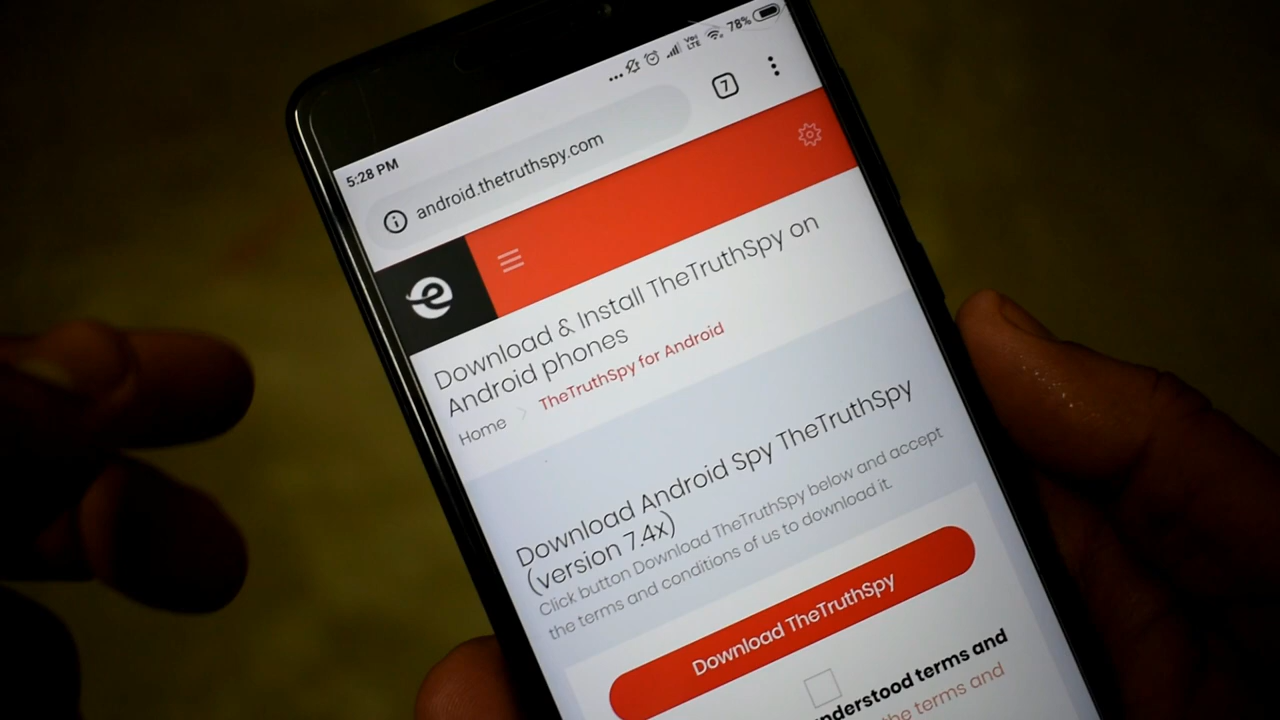 5:28 PM
78%
Vo)
LTE
android.thetruthspy.com
7
Download & Install TheTruthSpy on
Android phones
Home > TheTruthSpy for Android
Download Android Spy TheTruthSpy
(version 7.4x)
Click button Download TheTruthSpy below and accept
the terms and conditions of us to download it.
Download TheTruthSpy
nderstood terms and
the terms and